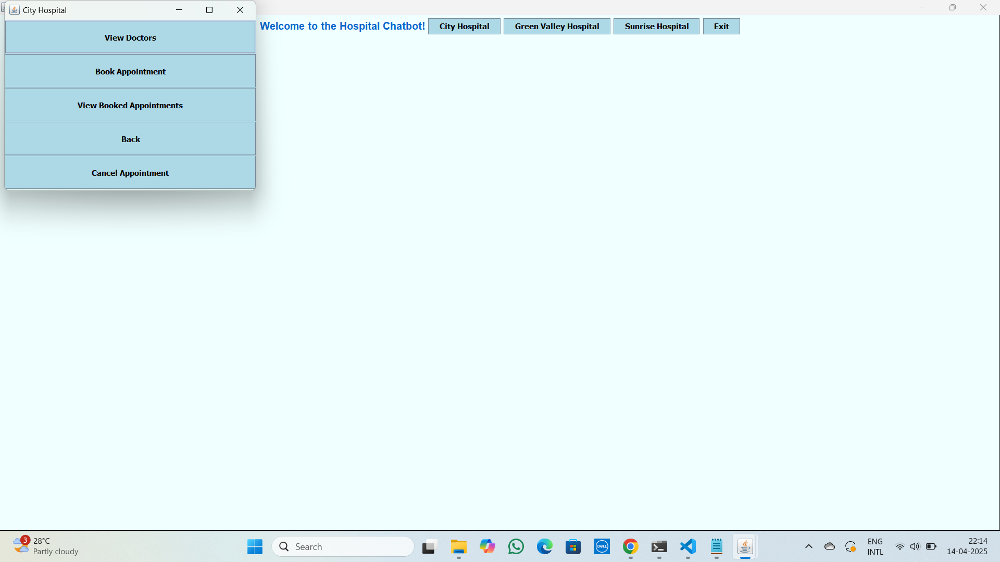 City Hospital
View Doctors
Book Appointment
View Booked Appointments
Back
Cancel Appointment
Welcome to the Hospital Chatbot!
City Hospital
Green Valley Hospital
Sunrise Hospital
Exit
3
28°C
Partly cloudy
Search
DELL
ENG
INTL
22:14
14-04-2025